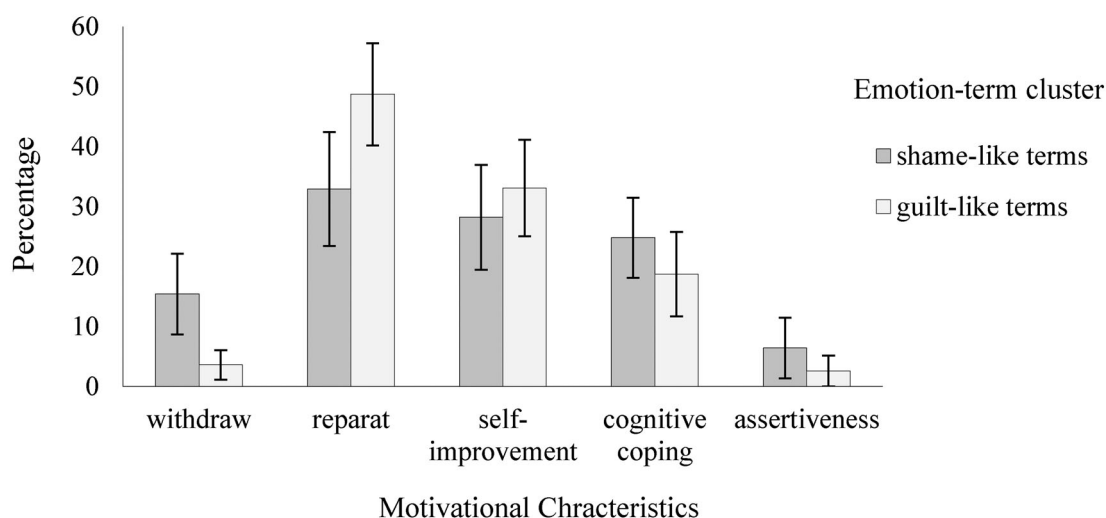 60
50
40
30
20
10
0
Percentage
withdraw
reparat
self-
improvement
cognitive
coping
assertiveness
Motivational Chracteristics
Emotion-term cluster
shame-like terms
guilt-like terms